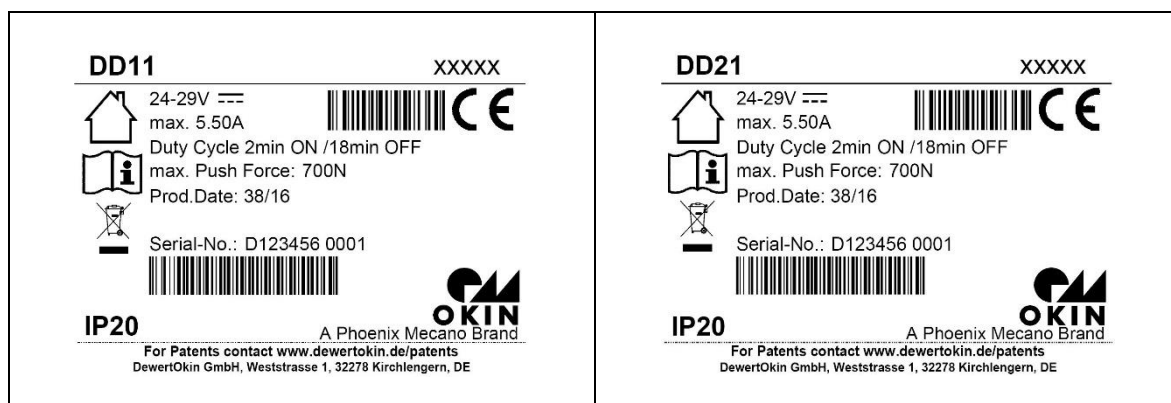 DD11 XXXXX
24-29V
max. 5.50A
Duty Cycle 2min ON /18min OFF
max. Push Force: 700N
Prod.Date: 38/16
Serial-No.: D123456 0001
OKIN
IP20
A Phoenix Mecano Brand
For Patents contact www.dewertokin.de/patents
DewertOkin GmbH, Weststrasse 1, 32278 Kirchlengern, DE
DD21 XXXXX
24-29V
max. 5.50A
Duty Cycle 2min ON /18min OFF
max. Push Force: 700N
Prod.Date: 38/16
Serial-No.: D123456 0001
OKIN
IP20
A Phoenix Mecano Brand
For Patents contact www.dewertokin.de/patents
DewertOkin GmbH, Weststrasse 1, 32278 Kirchlengern, DE